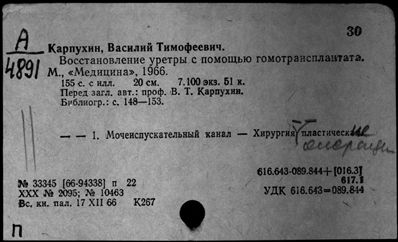 30
А
4891
Карпухин, Василий Тимофеевич.
Восстановление уретры с помощью гомотрансплантата.
М., «Медицина», 1966.
155 с. с илл. 20 см. 7.100 экз. 51 к.
Перед загл. авт.: проф. В. Т. Карпухин.
Библиогр.: с. 148—153.
— — 1. Мочеиспускательный канал — Хирургия пластические
операции
616.643-089.844+[016.3]
617.1
№ 33345 [66-94338] п 22
XXX № 2095; № 10463
УДК 616.643=089.844
Вс. кн. пал. 17 XII 66 К267
П